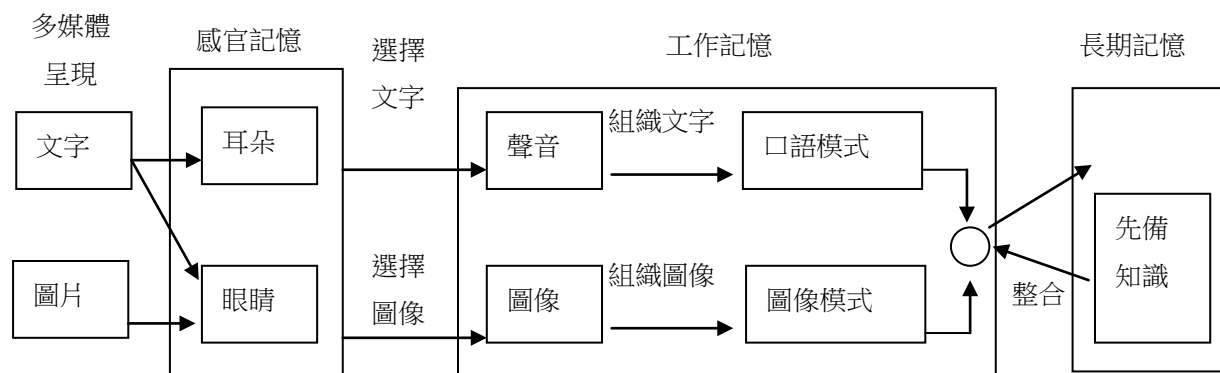 多媒體
呈現
感官記憶
選擇
文字
工作記憶
長期記憶
文字
耳朵
聲音
組織文字
口語模式
圖片
眼睛
選擇
圖像
圖像
組織圖像
圖像模式
整合
先備
知識